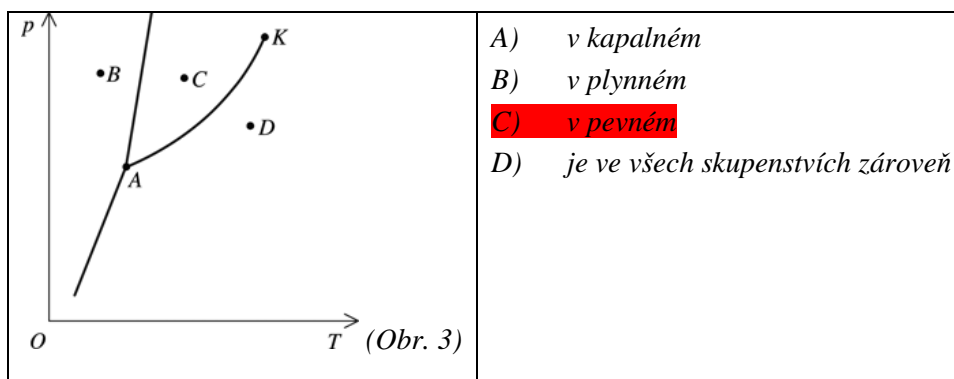 p
K
B
C
D
A
O
T (Obr. 3)
A) v kapalném
B) v plynném
C) v pevném
D) je ve všech skupenstvích zároveň